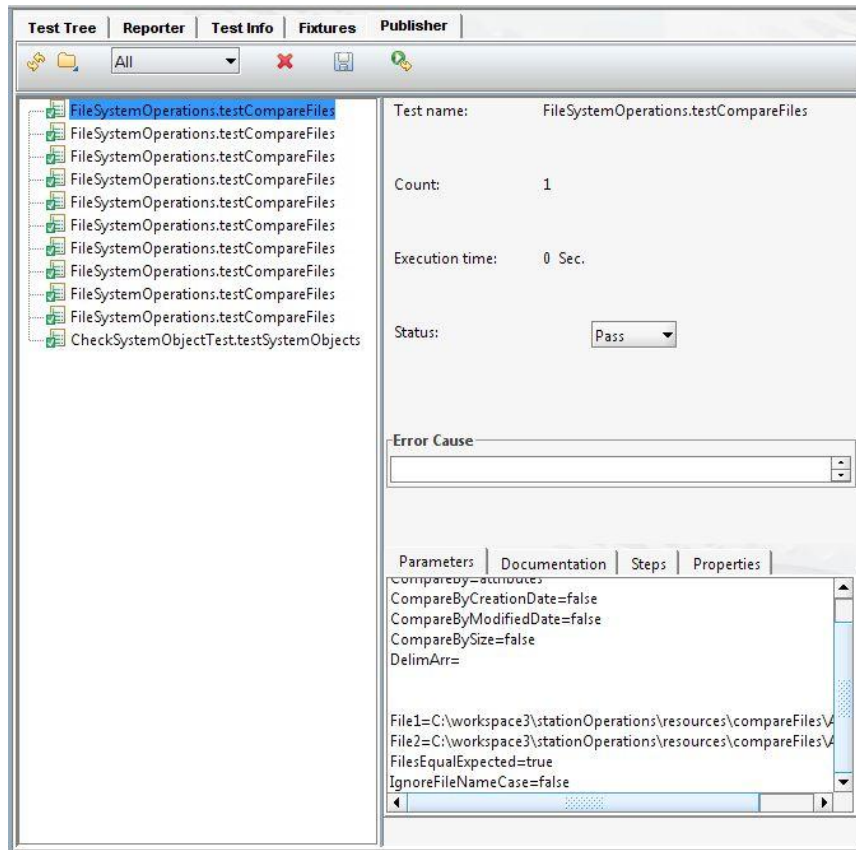 Test Tree Reporter Test Info Fixtures Publisher
All
FileSystemOperations.testCompareFiles
FileSystemOperations.testCompareFiles
FileSystemOperations.testCompareFiles
FileSystemOperations.testCompareFiles
FileSystemOperations.testCompareFiles
FileSystemOperations.testCompareFiles
FileSystemOperations.testCompareFiles
FileSystemOperations.testCompareFiles
FileSystemOperations.testCompareFiles
FileSystemOperations.testCompareFiles
CheckSystemObjectTest.testSystemObjects
Test name: FileSystemOperations.testCompareFiles
Count: 1
Execution time: 0 Sec.
Status: Pass
Error Cause
Parameters Documentation Steps Properties
CompareBy=attributes
CompareByCreationDate=false
CompareByModifiedDate=false
CompareBySize=false
DelimArr=
File1=C:\workspace3\stationOperations\resources\compareFiles\A
File2=C:\workspace3\stationOperations\resources\compareFiles\A
FilesEqualExpected=true
IgnoreFileNameCase=false